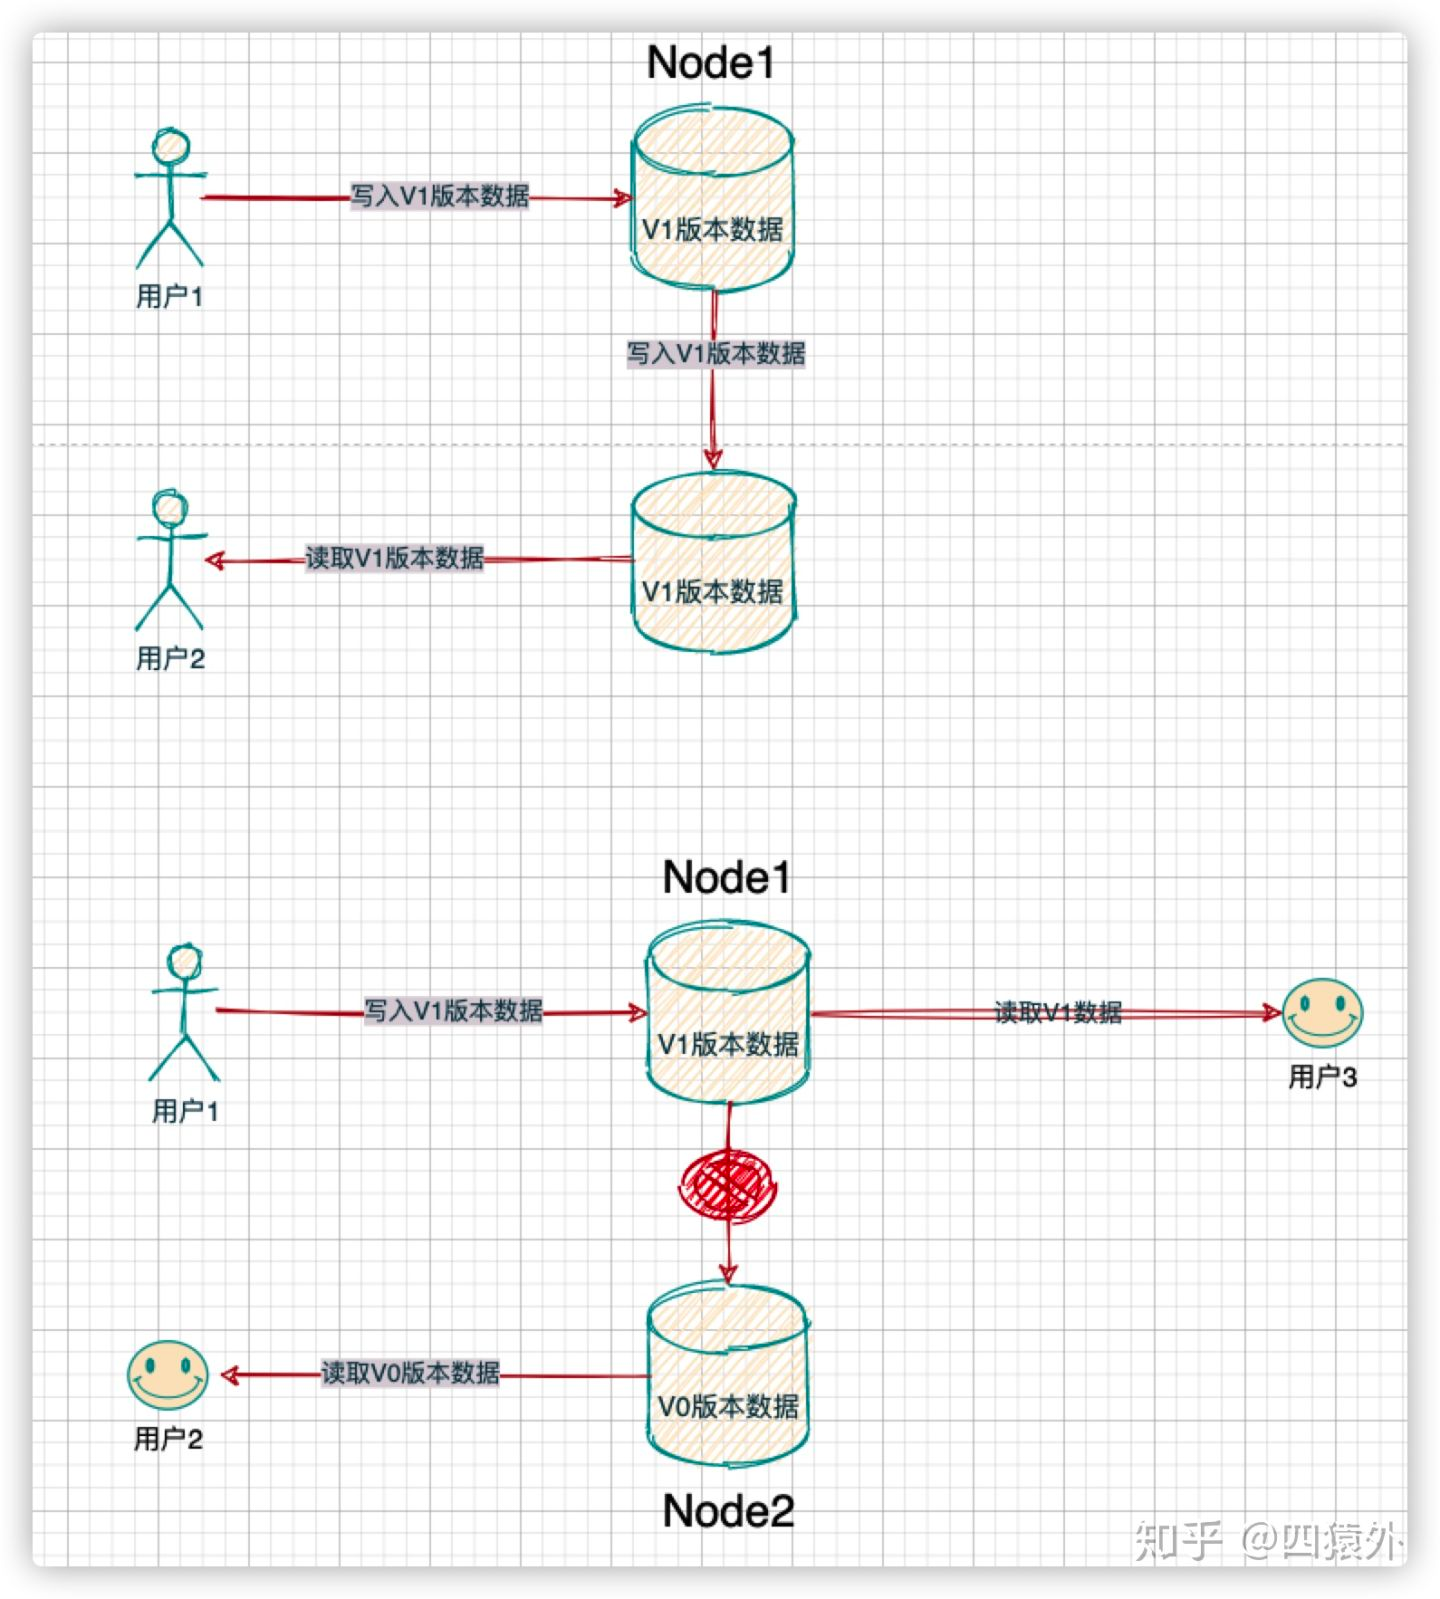 Node1
写入V1版本数据
V1版本数据
用户1
写入V1版本数据
读取V1版本数据
V1版本数据
用户2
Node1
写入V1版本数据
读取V1数据
V1版本数据
用户3
用户1
读取V0版本数据
V0版本数据
用户2
Node2
知乎 @四猿外